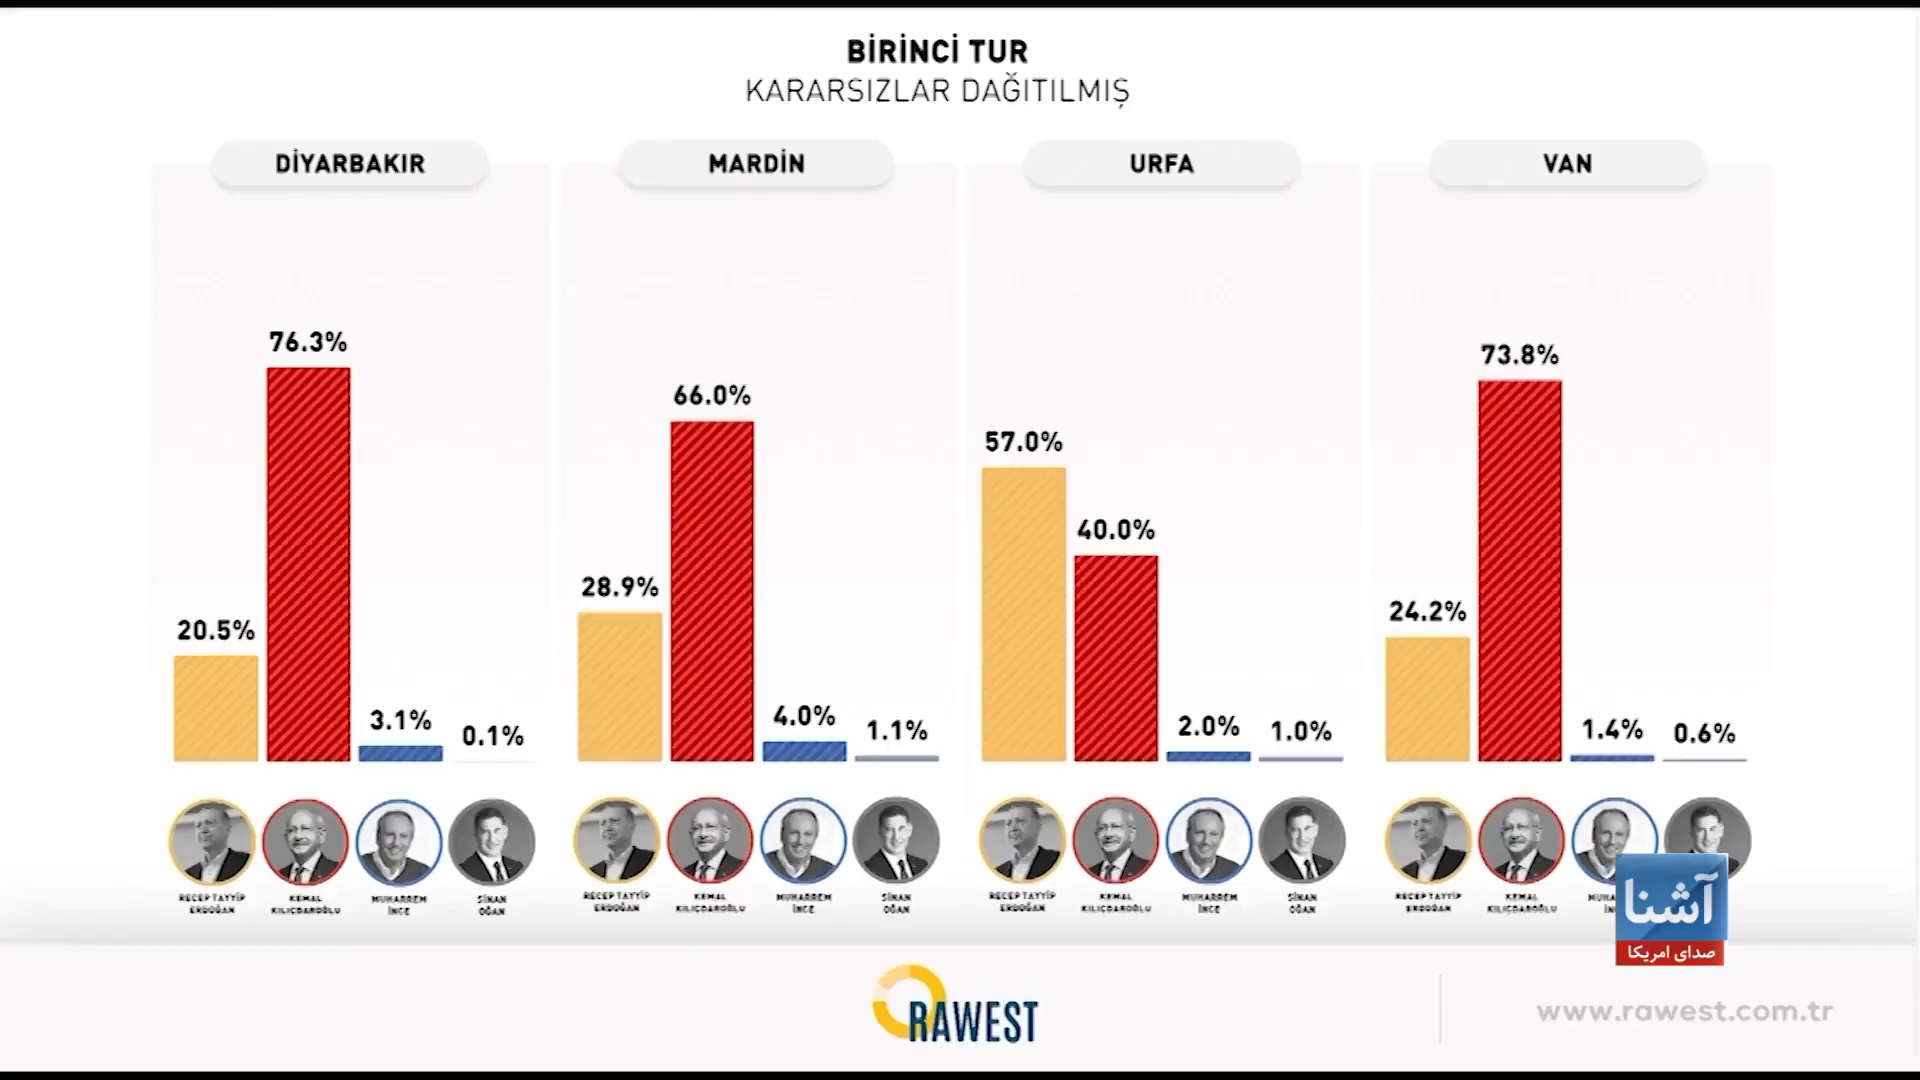 BİRİNCİ TUR
KARARSIZLAR DAĞITILMIŞ
DİYARBAKIR
76.3%
20.5%
3.1%
0.1%
RECEP TAYYİP
ERDOĞAN
KEMAL
KILIÇDAROĞLU
MUHARREM
İNCE
SİNAN
OĞAN
MARDİN
66.0%
28.9%
4.0%
1.1%
RECEP TAYYİP
ERDOĞAN
KEMAL
KILIÇDAROĞLU
MUHARREM
İNCE
SİNAN
OĞAN
URFA
57.0%
40.0%
2.0%
1.0%
RECEP TAYYİP
ERDOĞAN
KEMAL
KILIÇDAROĞLU
MUHARREM
İNCE
SİNAN
OĞAN
VAN
73.8%
24.2%
1.4%
0.6%
RECEP TAYYİP
ERDOĞAN
KEMAL
KILIÇDAROĞLU
آشنا
صدای امریکا
RAWEST
www.rawest.com.tr